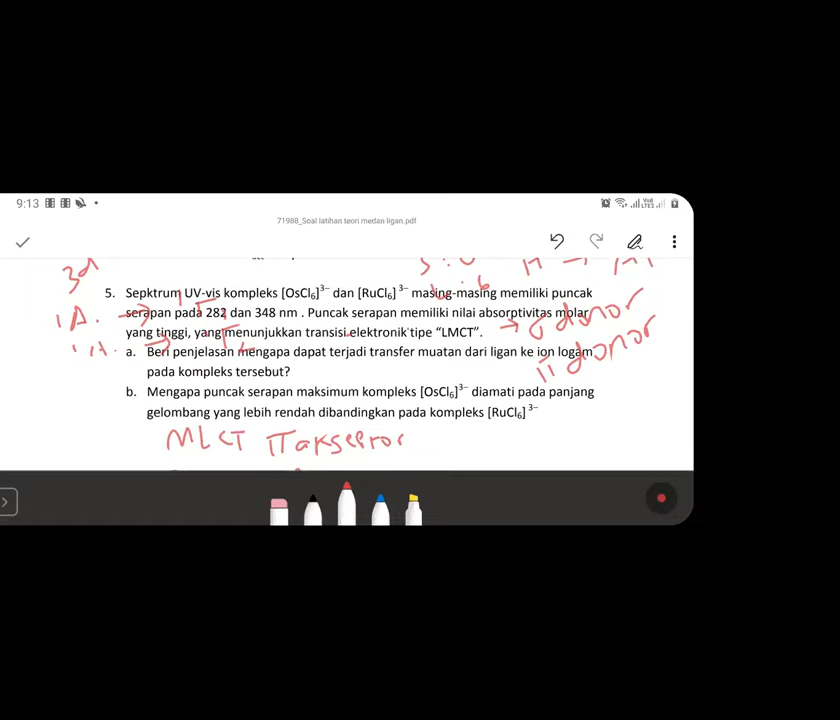 9:13
71988_Soal latihan teori medan ligan.pdf
3d
5. Sepktrum UV-vis kompleks [OsCl6]3– dan [RuCl6] 3– masing-masing memiliki puncak
serapan pada 282 dan 348 nm . Puncak serapan memiliki nilai absorptivitas molar
yang tinggi, yang menunjukkan transisi elektronik tipe “LMCT”.
→ σ donor
π donor
a. Beri penjelasan mengapa dapat terjadi transfer muatan dari ligan ke ion logam
pada kompleks tersebut?
b. Mengapa puncak serapan maksimum kompleks [OsCl6]3– diamati pada panjang
gelombang yang lebih rendah dibandingkan pada kompleks [RuCl6] 3–
MLCT π akseptor